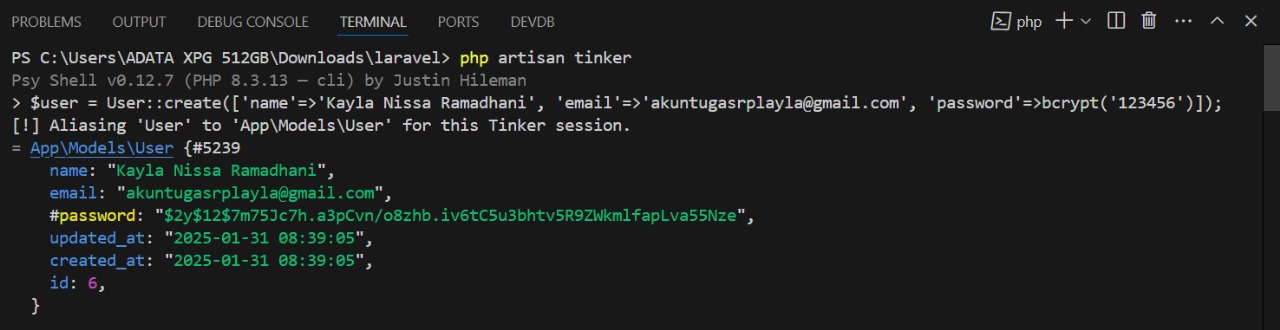 PROBLEMS OUTPUT DEBUG CONSOLE TERMINAL PORTS DEVDB php
PS C:\Users\ADATA XPG 512GB\Downloads\laravel> php artisan tinker
Psy Shell v0.12.7 (PHP 8.3.13 — cli) by Justin Hileman
> $user = User::create(['name'=>'Kayla Nissa Ramadhani', 'email'=>'akuntugasrplayla@gmail.com', 'password'=>bcrypt('123456')]);
[!] Aliasing 'User' to 'App\Models\User' for this Tinker session.
= App\Models\User {#5239
name: "Kayla Nissa Ramadhani",
email: "akuntugasrplayla@gmail.com",
#password: "$2y$12$7m75Jc7h.a3pCvn/o8zhb.iv6tC5u3bhtv5R9ZWkmlfapLva55Nze",
updated_at: "2025-01-31 08:39:05",
created_at: "2025-01-31 08:39:05",
id: 6,
}